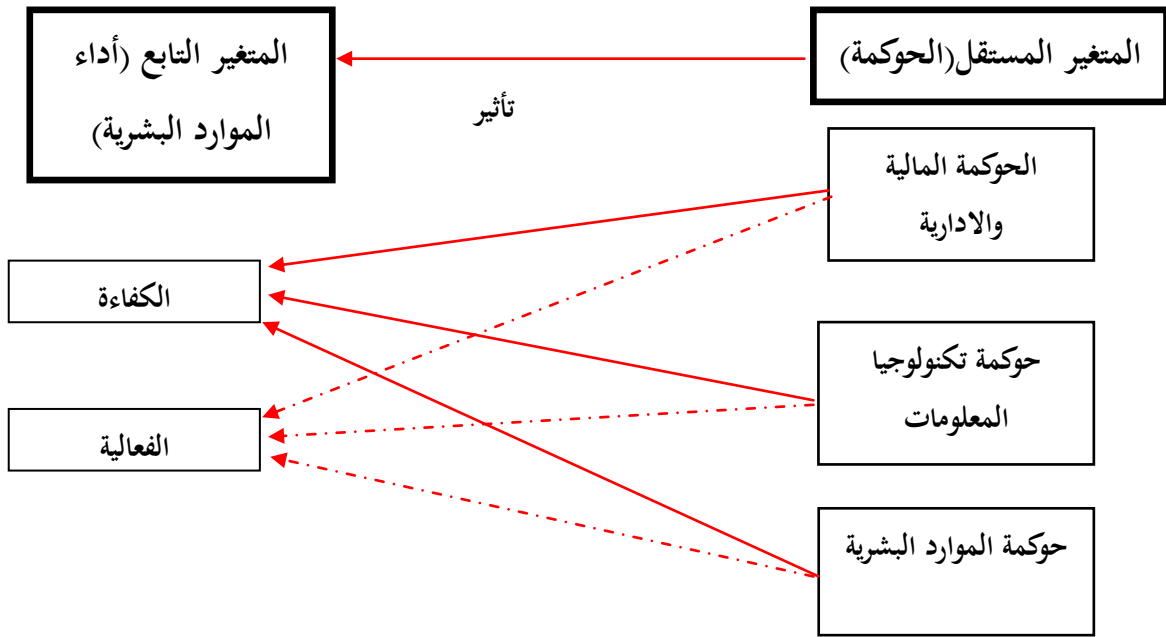 المتغير المستقل(الحوكمة)
المتغير التابع (أداء
الموارد البشرية)
تأثير
الحوكمة المالية
والادارية
الكفاءة
حوكمة تكنولوجيا
المعلومات
الفعالية
حوكمة الموارد البشرية